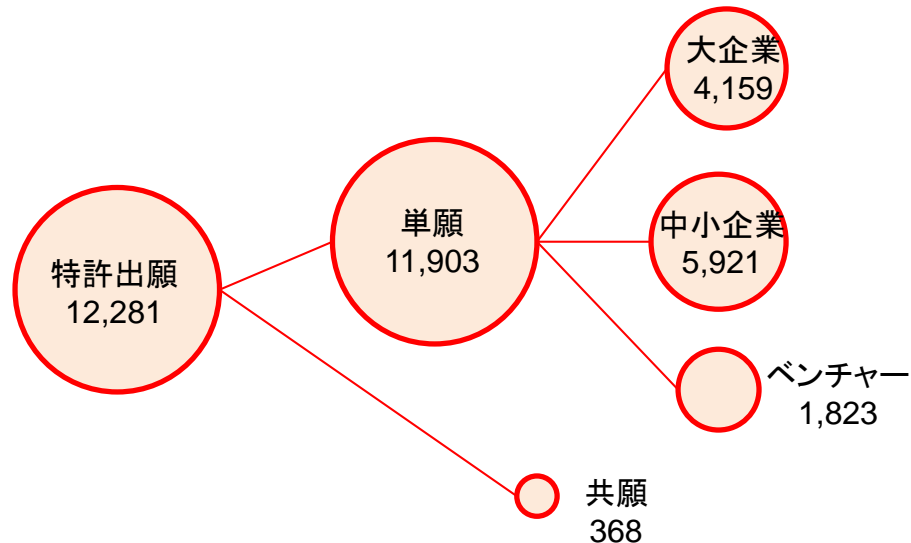 特許出願
12,281
単願
11,903
大企業
4,159
中小企業
5,921
ベンチャー
1,823
共願
368